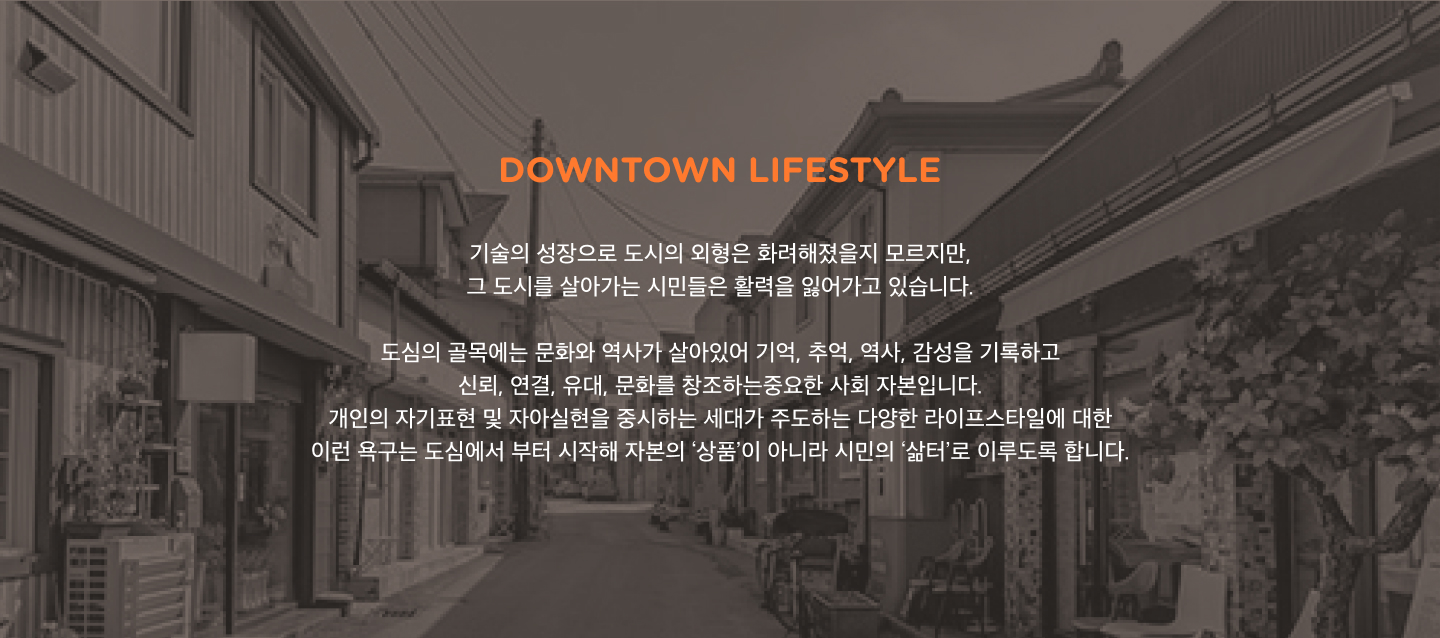 DOWNTOWN LIFESTYLE
기술의 성장으로 도시의 외형은 화려해졌을지 모르지만,
그 도시를 살아가는 시민들은 활력을 잃어가고 있습니다.
도심의 골목에는 문화와 역사가 살아있어 기억, 추억, 역사, 감성을 기록하고
신뢰, 연결, 유대, 문화를 창조하는중요한 사회 자본입니다.
개인의 자기표현 및 자아실현을 중시하는 세대가 주도하는 다양한 라이프스타일에 대한
이런 욕구는 도심에서 부터 시작해 자본의 ‘상품’이 아니라 시민의 ‘삶터’로 이루도록 합니다.